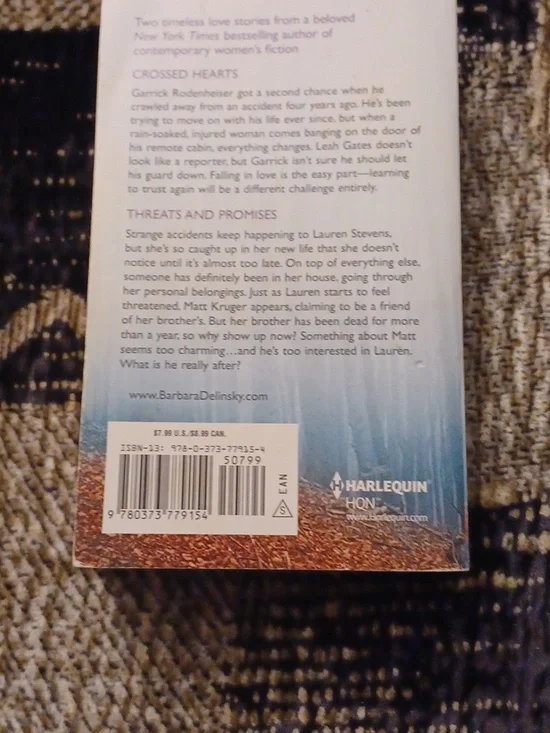 Two timeless love stories from a beloved
New York Times bestselling author of
contemporary women's fiction
CROSSED HEARTS
Garrick Rodenheiser got a second chance when he
crawled away from an accident four years ago. He's been
trying to move on with his life ever since, but when a
rain-soaked, injured woman comes banging on the door of
his remote cabin, everything changes. Leah Gates doesn't
look like a reporter, but Garrick isn't sure he should let
his guard down. Falling in love is the easy part—learning
to trust again will be a different challenge entirely.
THREATS AND PROMISES
Strange accidents keep happening to Lauren Stevens,
but she's so caught up in her new life that she doesn't
notice until it's almost too late. On top of everything else,
someone has definitely been in her house, going through
her personal belongings. Just as Lauren starts to feel
threatened, Matt Kruger appears, claiming to be a friend
of her brother's. But her brother has been dead for more
than a year, so why show up now? Something about Matt
seems too charming...and he's too interested in Lauren.
What is he really after?
www.BarbaraDelinsky.com
$7.99 U.S./$8.99 CAN.
ISBN-13: 978-0-373-77915-4
50799
EAN
S
9 780373 779154
H HARLEQUIN™
HQN™
www.Harlequin.com